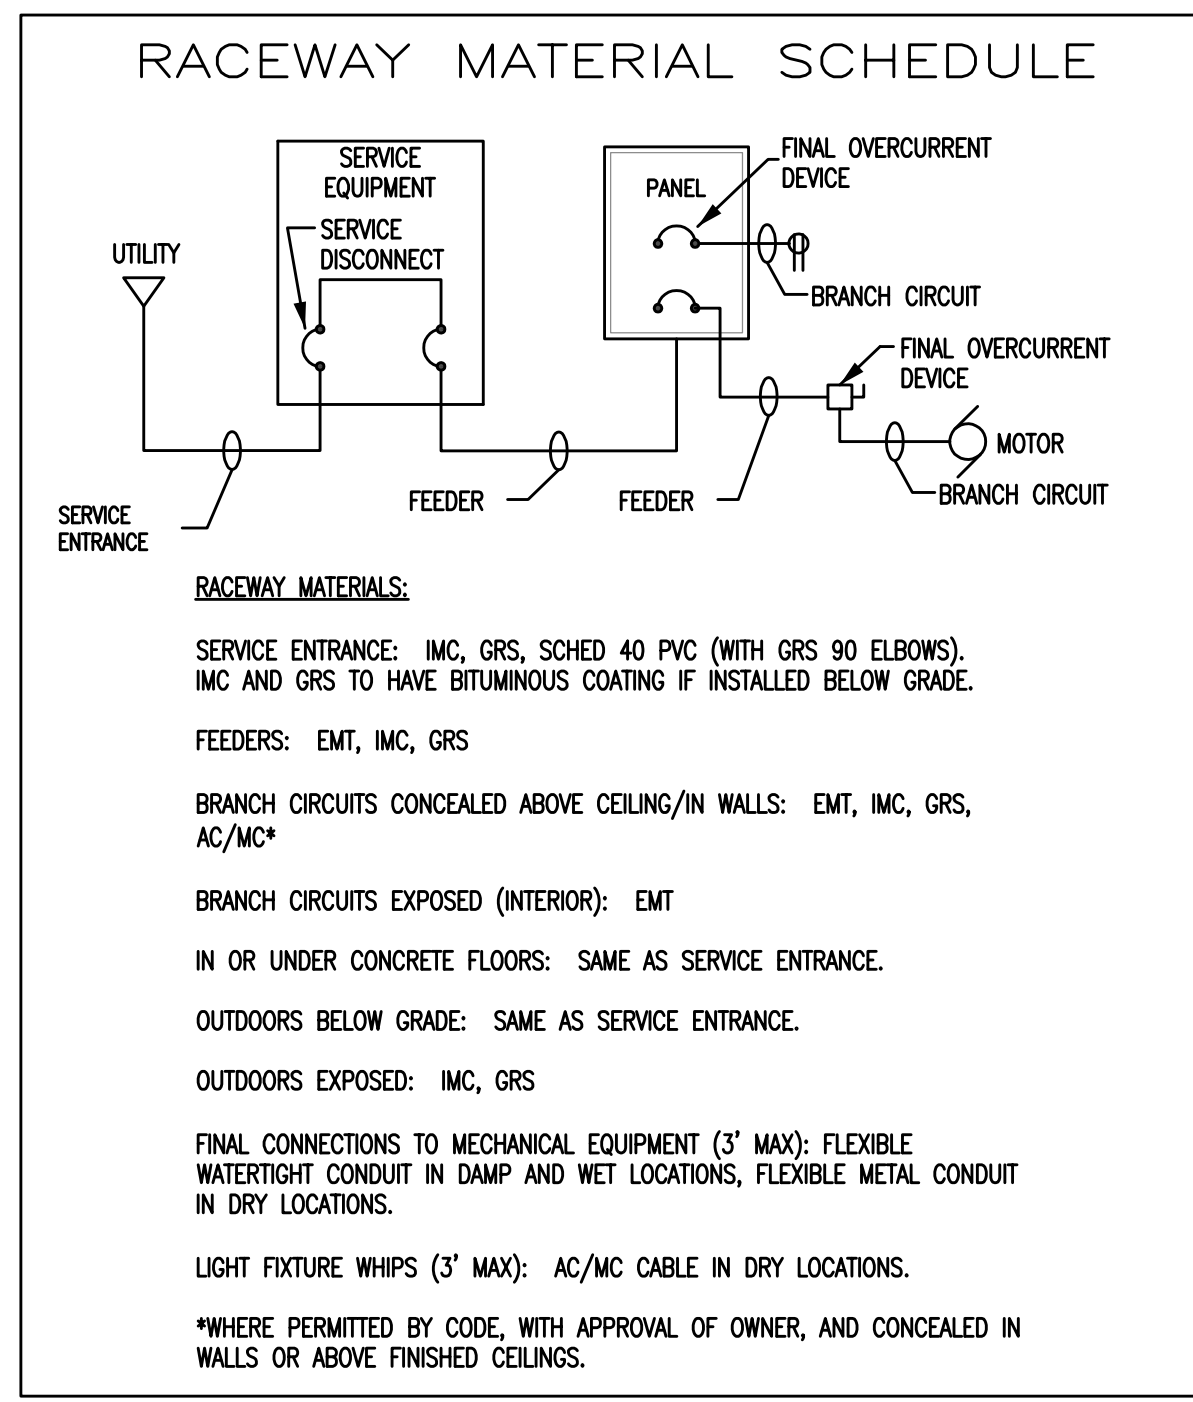 RACEWAY MATERIAL SCHEDULE
SERVICE
EQUIPMENT
SERVICE
DISCONNECT
UTILITY
PANEL
FINAL OVERCURRENT
DEVICE
BRANCH CIRCUIT
FINAL OVERCURRENT
DEVICE
MOTOR
BRANCH CIRCUIT
FEEDER
FEEDER
SERVICE
ENTRANCE
RACEWAY MATERIALS:
SERVICE ENTRANCE: IMC, GRS, SCHED 40 PVC (WITH GRS 90 ELBOWS).
IMC AND GRS TO HAVE BITUMINOUS COATING IF INSTALLED BELOW GRADE.
FEEDERS: EMT, IMC, GRS
BRANCH CIRCUITS CONCEALED ABOVE CEILING/IN WALLS: EMT, IMC, GRS,
AC/MC*
BRANCH CIRCUITS EXPOSED (INTERIOR): EMT
IN OR UNDER CONCRETE FLOORS: SAME AS SERVICE ENTRANCE.
OUTDOORS BELOW GRADE: SAME AS SERVICE ENTRANCE.
OUTDOORS EXPOSED: IMC, GRS
FINAL CONNECTIONS TO MECHANICAL EQUIPMENT (3' MAX): FLEXIBLE
WATERTIGHT CONDUIT IN DAMP AND WET LOCATIONS, FLEXIBLE METAL CONDUIT
IN DRY LOCATIONS.
LIGHT FIXTURE WHIPS (3' MAX): AC/MC CABLE IN DRY LOCATIONS.
*WHERE PERMITTED BY CODE, WITH APPROVAL OF OWNER, AND CONCEALED IN
WALLS OR ABOVE FINISHED CEILINGS.